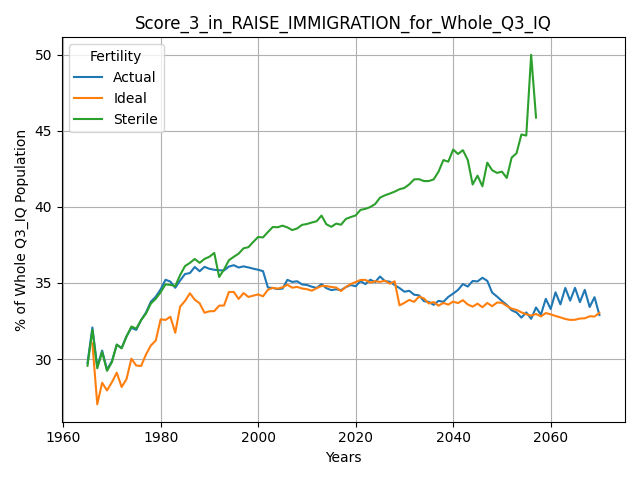 Score_3_in_RAISE_IMMIGRATION_for_Whole_Q3_IQ
Fertility
Actual
Ideal
Sterile
% of Whole Q3_IQ Population
50
45
40
35
30
1960
1980
2000
2020
2040
2060
Years